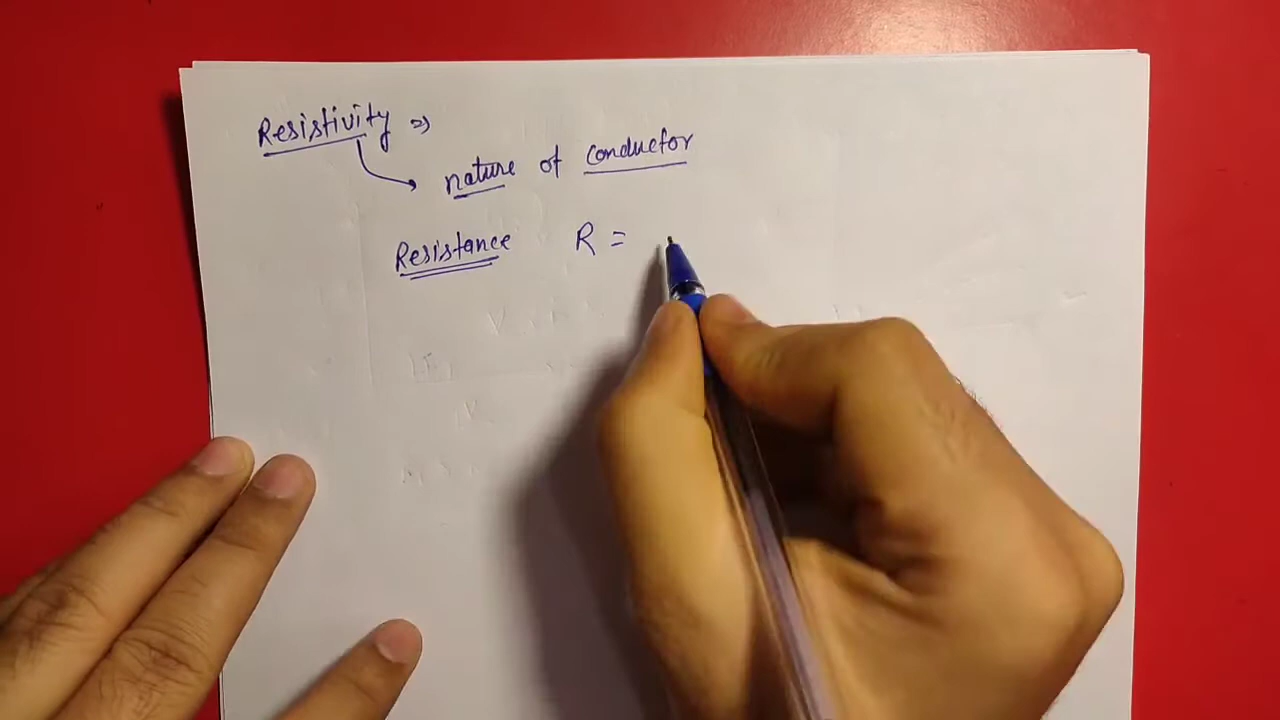 Resistivity ⇒
nature of conductor
Resistance R =